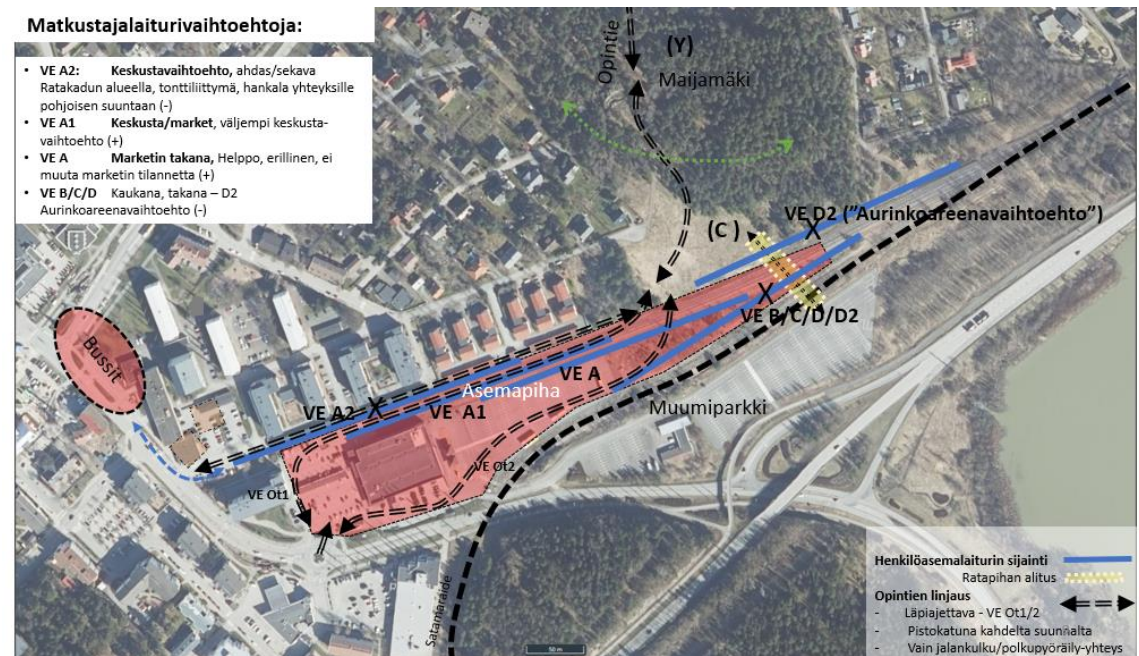 Matkustajalaiturivaihtoehtoja:
• VE A2: Keskustavaihtoehto, ahdas/sekava
Ratakadun alueella, tonttiliittymä, hankala yhteyksille
pohjoisen suuntaan (-)
• VE A1 Keskusta/market, väljempi keskusta-
vaihtoehto (+)
• VE A Marketin takana, Helppo, erillinen, ei
muuta marketin tilannetta (+)
• VE B/C/D Kaukana, takana – D2
Aurinkoareenavaihtoehto (-)
Opintie
(Y)
Maijamäki
(C )
VE D2 ("Aurinkoareenavaihtoehto")
X
X
VE B/C/D/D2
Bussit
VE A
Asemapiha
VE A2
X
VE A1
Muumiparkki
VE Ot2
VE Ot1
Satamaraide
Henkilöasemalaiturin sijainti
Ratapihan alitus
Opintien linjaus
- Läpiajettava - VE Ot1/2
- Pistokatuna kahdelta suunnalta
- Vain jalankulku/polkupyöräily-yhteys
50 m